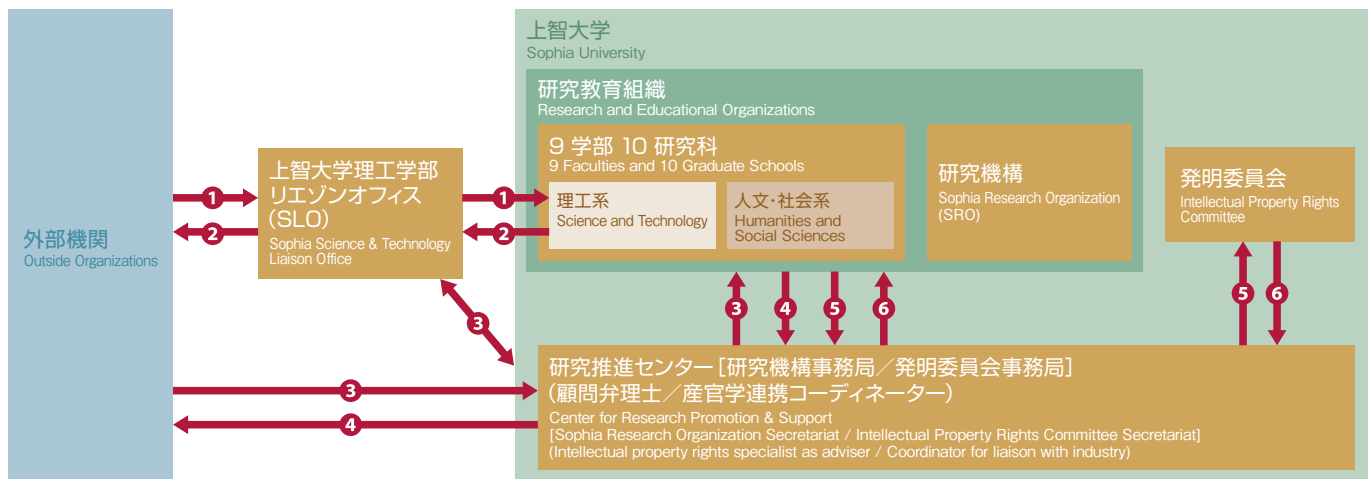 外部機関
Outside Organizations
1
2
上智大学理工学部
リエゾンオフィス
(SLO)
Sophia Science & Technology
Liaison Office
1
2
3
上智大学
Sophia University
研究教育組織
Research and Educational Organizations
9 学部 10 研究科
9 Faculties and 10 Graduate Schools
理工系
Science and Technology
人文・社会系
Humanities and
Social Sciences
研究機構
Sophia Research Organization
(SRO)
発明委員会
Intellectual Property Rights
Committee
3
4
5
6
5
6
3
4
研究推進センター[研究機構事務局/発明委員会事務局]
(顧問弁理士/産官学連携コーディネーター)
Center for Research Promotion & Support
[Sophia Research Organization Secretariat / Intellectual Property Rights Committee Secretariat]
(Intellectual property rights specialist as adviser / Coordinator for liaison with industry)